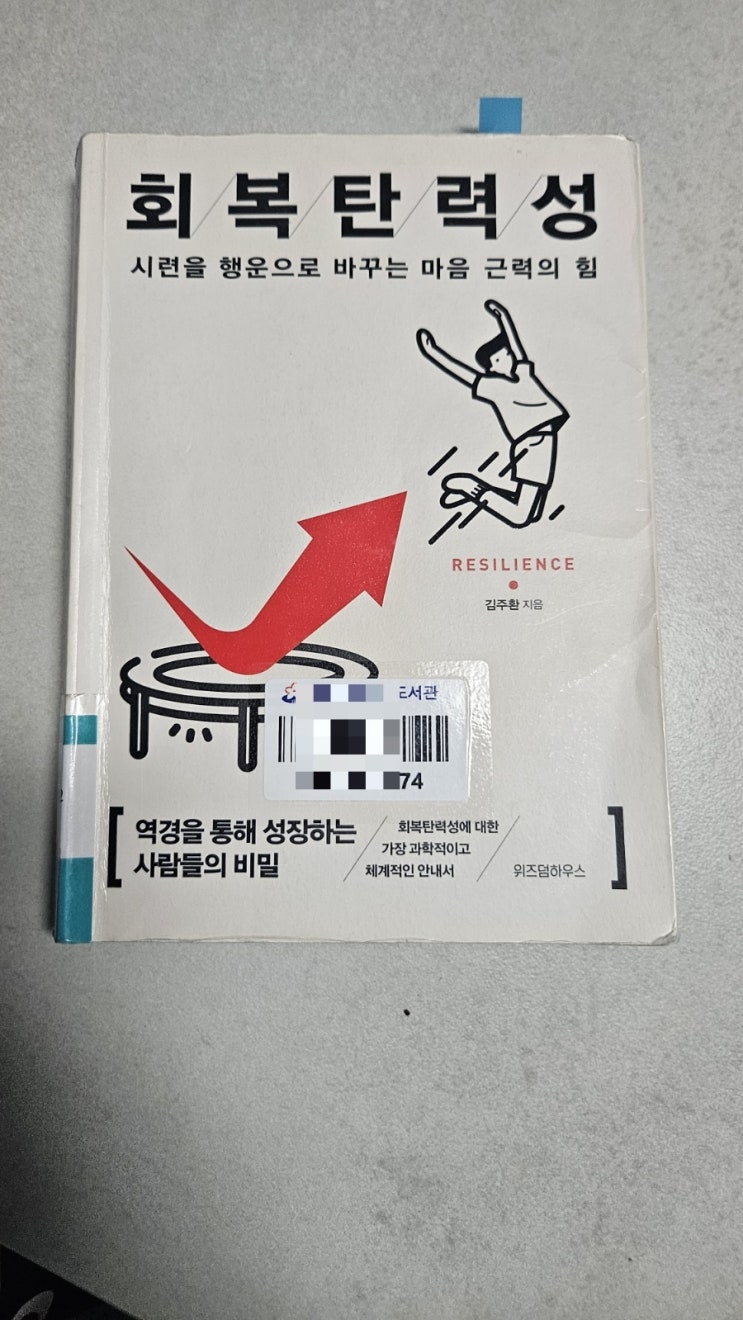 회복탄력성
시련을 행운으로 바꾸는 마음 근력의 힘
RESILIENCE
김주환 지음
도서관
74
역경을 통해 성장하는
사람들의 비밀
회복탄력성에 대한
가장 과학적이고
체계적인 안내서
위즈덤하우스